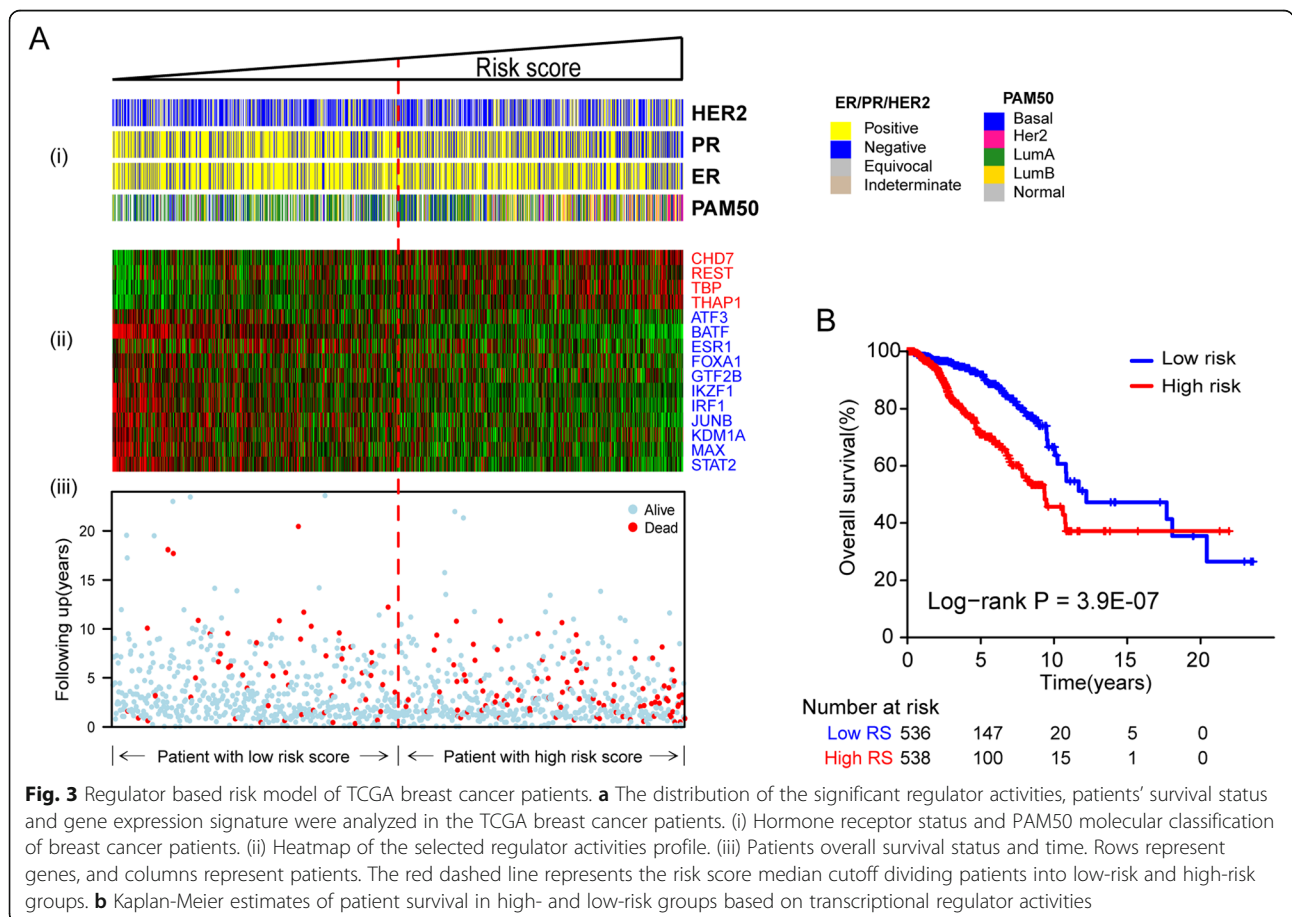 A
Risk score
HER2
PR
ER
PAM50
(i)
ER/PR/HER2
Positive
Negative
Equivocal
Indeterminate
PAM50
Basal
Her2
LumA
LumB
Normal
(ii)
CHD7
REST
TBP
THAP1
ATF3
BATF
ESR1
FOXA1
GTF2B
IKZF1
IRF1
JUNB
KDM1A
MAX
STAT2
(iii)
Alive
Dead
Following up(years)
20
15
10
5
0
Patient with low risk score
Patient with high risk score
B
Low risk
High risk
Overall survival(%)
100
80
60
40
20
0
Log-rank P = 3.9E-07
0 5 10 15 20
Time(years)
Number at risk
Low RS 536 147 20 5 0
High RS 538 100 15 1 0
Fig. 3 Regulator based risk model of TCGA breast cancer patients. a The distribution of the significant regulator activities, patients' survival status
and gene expression signature were analyzed in the TCGA breast cancer patients. (i) Hormone receptor status and PAM50 molecular classification
of breast cancer patients. (ii) Heatmap of the selected regulator activities profile. (iii) Patients overall survival status and time. Rows represent
genes, and columns represent patients. The red dashed line represents the risk score median cutoff dividing patients into low-risk and high-risk
groups. b Kaplan-Meier estimates of patient survival in high- and low-risk groups based on transcriptional regulator activities